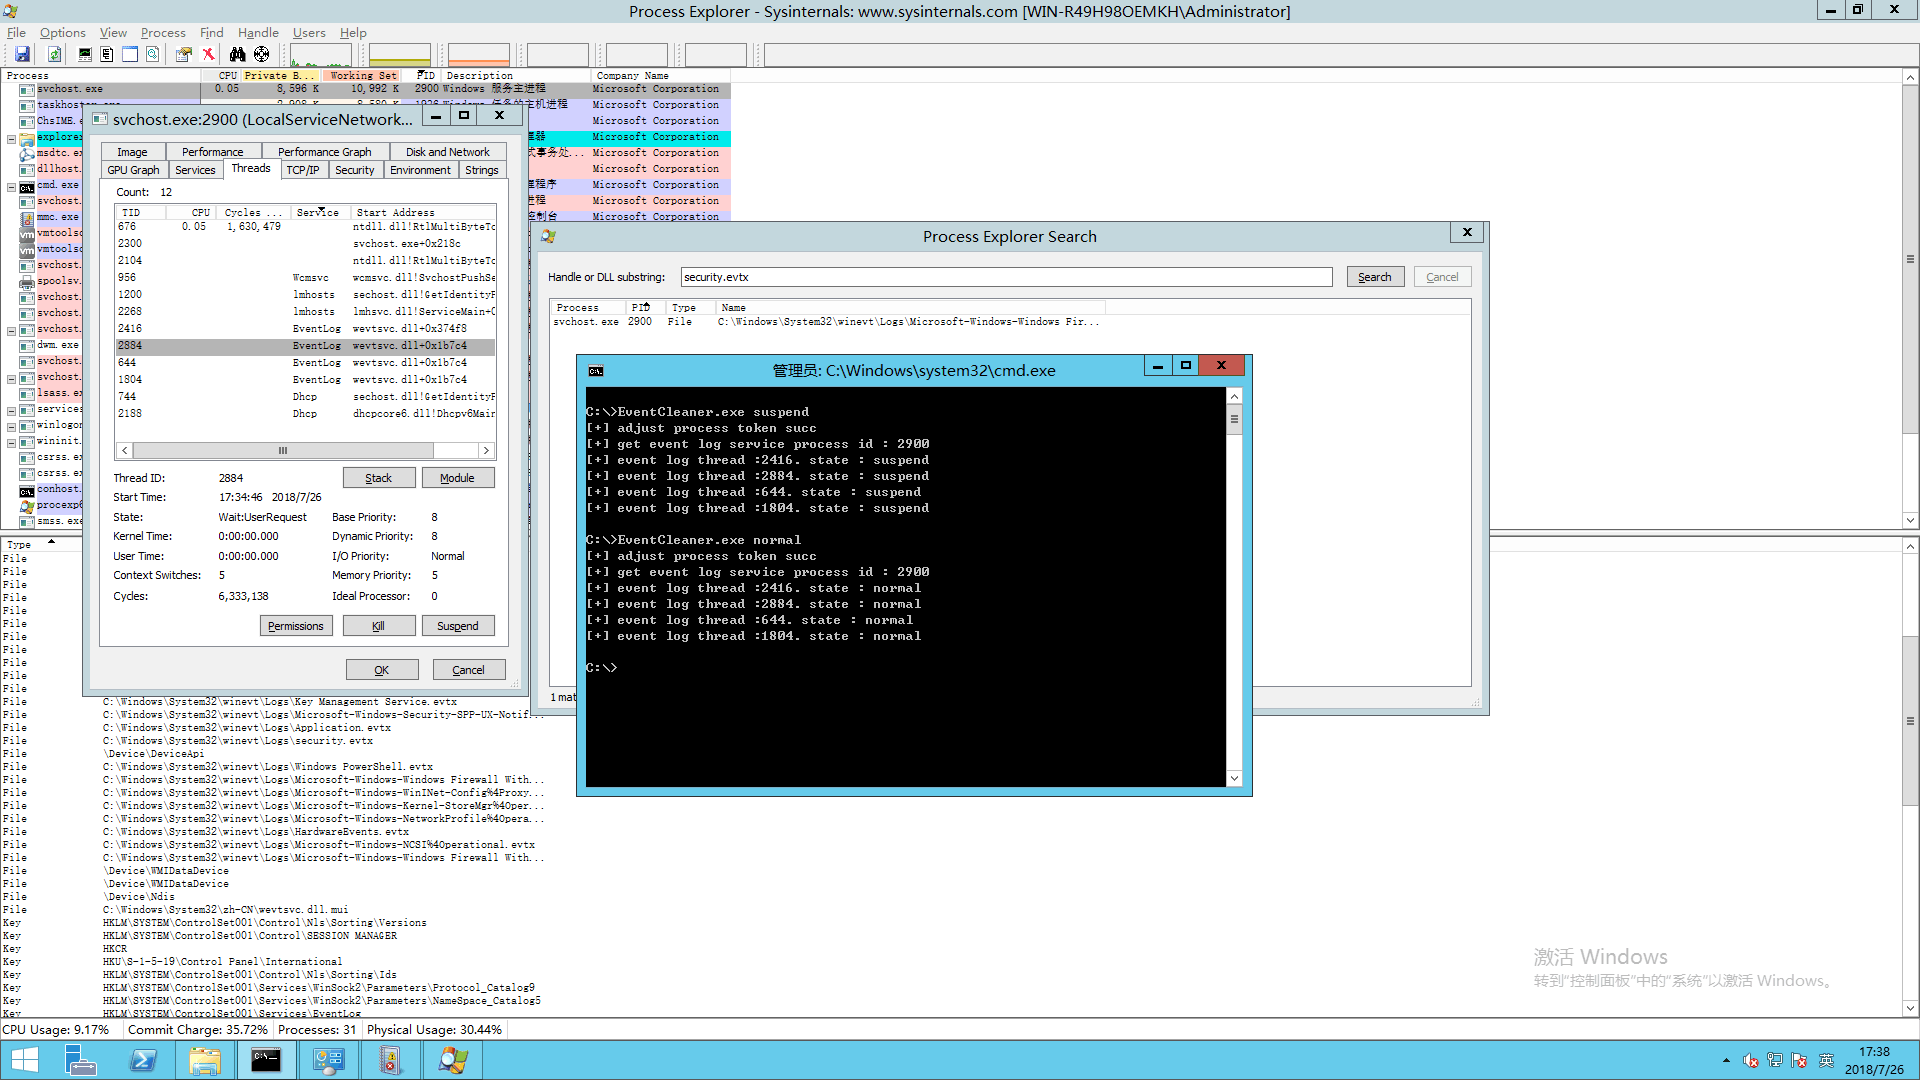 Process Explorer - Sysinternals: www.sysinternals.com [WIN-R49H98OEMKH\Administrator]
File Options View Process Find Handle Users Help
Process CPU Private B... Working Set PID Description Company Name
svchost.exe 0.05 8,596 K 10,992 K 2900 Windows 服务主进程 Microsoft Corporation
Microsoft Corporation
ChsIME. Microsoft Corporation
explorer Microsoft Corporation
msdtc.e 式事务处... Microsoft Corporation
dllhost. Microsoft Corporation
cmd.exe Microsoft Corporation
svchost. Microsoft Corporation
mmc.exe 控制台 Microsoft Corporation
vmtoolsd
vmtoolsd
svchost.
spoolsv.
svchost.
svchost.
svchost.
dwm.exe
svchost.
svchost.
lsass.e
services
winlogon
wininit.
csrss.ex
csrss.ex
conhost.
procexp6
smss.exe
svchost.exe:2900 (LocalServiceNetwork...
Image Performance Performance Graph Disk and Network
GPU Graph Services Threads TCP/IP Security Environment Strings
Count: 12
TID CPU Cycles ... Service Start Address
676 0.05 1,630,479 ntdll.dll!RtlMultiByteTo
2300 svchost.exe+0x218c
2104 ntdll.dll!RtlMultiByteTo
956 Wcmsvc wcmsvc.dll!SvchostPushSe
1200 lmhosts sechost.dll!GetIdentityF
2268 lmhosts lmhsvc.dll!ServiceMain+0
2416 EventLog wevtsvc.dll+0x374f8
2884 EventLog wevtsvc.dll+0x1b7c4
644 EventLog wevtsvc.dll+0x1b7c4
1804 EventLog wevtsvc.dll+0x1b7c4
744 Dhcp sechost.dll!GetIdentityF
2188 Dhcp dhcpcore6.dll!Dhcpv6Main
Thread ID: 2884 Stack Module
Start Time: 17:34:46 2018/7/26
State: Wait:UserRequest Base Priority: 8
Kernel Time: 0:00:00.000 Dynamic Priority: 8
User Time: 0:00:00.000 I/O Priority: Normal
Context Switches: 5 Memory Priority: 5
Cycles: 6,333,138 Ideal Processor: 0
Permissions Kill Suspend
OK Cancel
Process Explorer Search
Handle or DLL substring: security.evtx Search Cancel
Process PID Type Name
svchost.exe 2900 File C:\Windows\System32\winevt\Logs\Microsoft-Windows-Windows Fir...
1 mat
管理员: C:\Windows\system32\cmd.exe
C:\>EventCleaner.exe suspend
[+] adjust process token succ
[+] get event log service process id : 2900
[+] event log thread :2416. state : suspend
[+] event log thread :2884. state : suspend
[+] event log thread :644. state : suspend
[+] event log thread :1804. state : suspend
C:\>EventCleaner.exe normal
[+] adjust process token succ
[+] get event log service process id : 2900
[+] event log thread :2416. state : normal
[+] event log thread :2884. state : normal
[+] event log thread :644. state : normal
[+] event log thread :1804. state : normal
C:\>
Type
File
File
File
File
File
File
File
File
File
File
File
File C:\Windows\System32\winevt\Logs\Key Management Service.evtx
File C:\Windows\System32\winevt\Logs\Microsoft-Windows-Security-SPP-UX-Notif...
File C:\Windows\System32\winevt\Logs\Application.evtx
File C:\Windows\System32\winevt\Logs\security.evtx
File \Device\DeviceApi
File C:\Windows\System32\winevt\Logs\Windows PowerShell.evtx
File C:\Windows\System32\winevt\Logs\Microsoft-Windows-Windows Firewall With...
File C:\Windows\System32\winevt\Logs\Microsoft-Windows-WinINet-Config%4Proxy...
File C:\Windows\System32\winevt\Logs\Microsoft-Windows-Kernel-StoreMgr%4Oper...
File C:\Windows\System32\winevt\Logs\Microsoft-Windows-NetworkProfile%4Opera...
File C:\Windows\System32\winevt\Logs\HardwareEvents.evtx
File C:\Windows\System32\winevt\Logs\Microsoft-Windows-NCSI%4Operational.evtx
File C:\Windows\System32\winevt\Logs\Microsoft-Windows-Windows Firewall With...
File \Device\WMIDataDevice
File \Device\WMIDataDevice
File \Device\Ndis
File C:\Windows\System32\zh-CN\wevtsvc.dll.mui
Key HKLM\SYSTEM\ControlSet001\Control\Nls\Sorting\Versions
Key HKLM\SYSTEM\ControlSet001\Control\SESSION MANAGER
Key HKCR
Key HKU\S-1-5-19\Control Panel\International
Key HKLM\SYSTEM\ControlSet001\Control\Nls\Sorting\Ids
Key HKLM\SYSTEM\ControlSet001\Services\WinSock2\Parameters\Protocol_Catalog9
Key HKLM\SYSTEM\ControlSet001\Services\WinSock2\Parameters\NameSpace_Catalog5
Key HKLM\SYSTEM\ControlSet001\Services\EventLog
激活 Windows
转到“控制面板”中的“系统”以激活 Windows。
CPU Usage: 9.17% Commit Charge: 35.72% Processes: 31 Physical Usage: 30.44%
英
17:38
2018/7/26